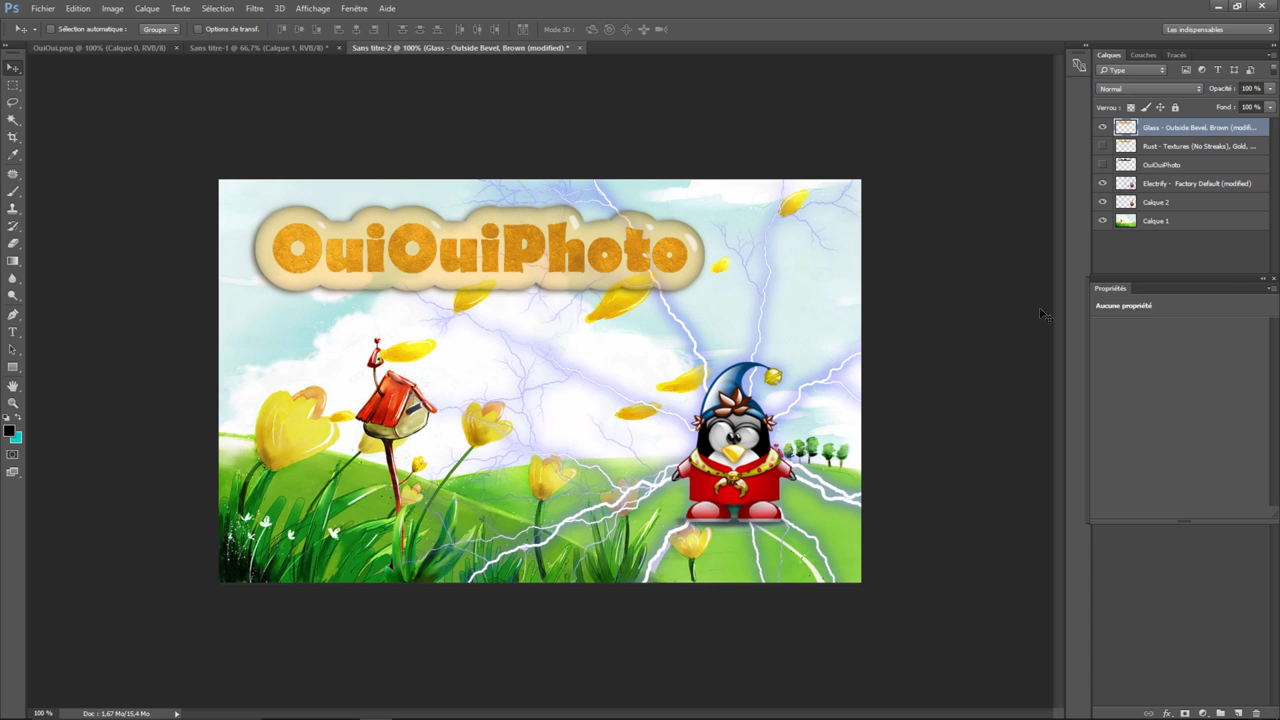 Ps Fichier Edition Image Calque Texte Sélection Filtre 3D Affichage Fenêtre Aide
Sélection automatique : Groupe Options de transf. Mode 3D : Les indispensables
OuiOui.png @ 100% (Calque 0, RVB/8) × Sans titre-1 @ 66,7% (Calque 1, RVB/8) * × Sans titre-2 @ 100% (Glass - Outside Bevel, Brown (modified) * ×
Calques Couches Tracés
Type
Normal Opacité : 100 %
Verrou : Fond : 100 %
Glass - Outside Bevel, Brown (modifi...
Rust - Textures (No Streaks), Gold, ...
OuiOuiPhoto
Electrify - Factory Default (modified)
Calque 2
Calque 1
OuiOuiPhoto
Propriétés
Aucune propriété
100 % Doc : 1,67 Mo/15,4 Mo
fx